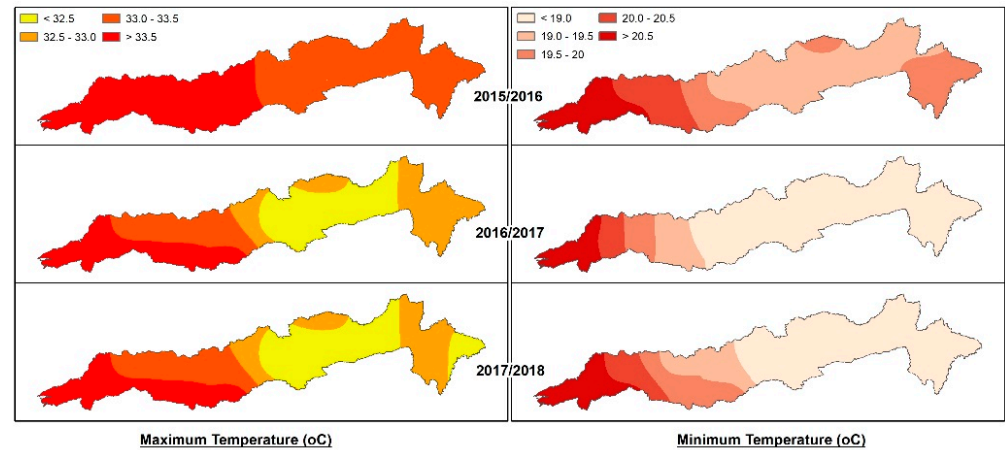 < 32.5
33.0 - 33.5
32.5 - 33.0
> 33.5
< 19.0
20.0 - 20.5
19.0 - 19.5
> 20.5
19.5 - 20
2015/2016
2016/2017
2017/2018
Maximum Temperature (oC)
Minimum Temperature (oC)